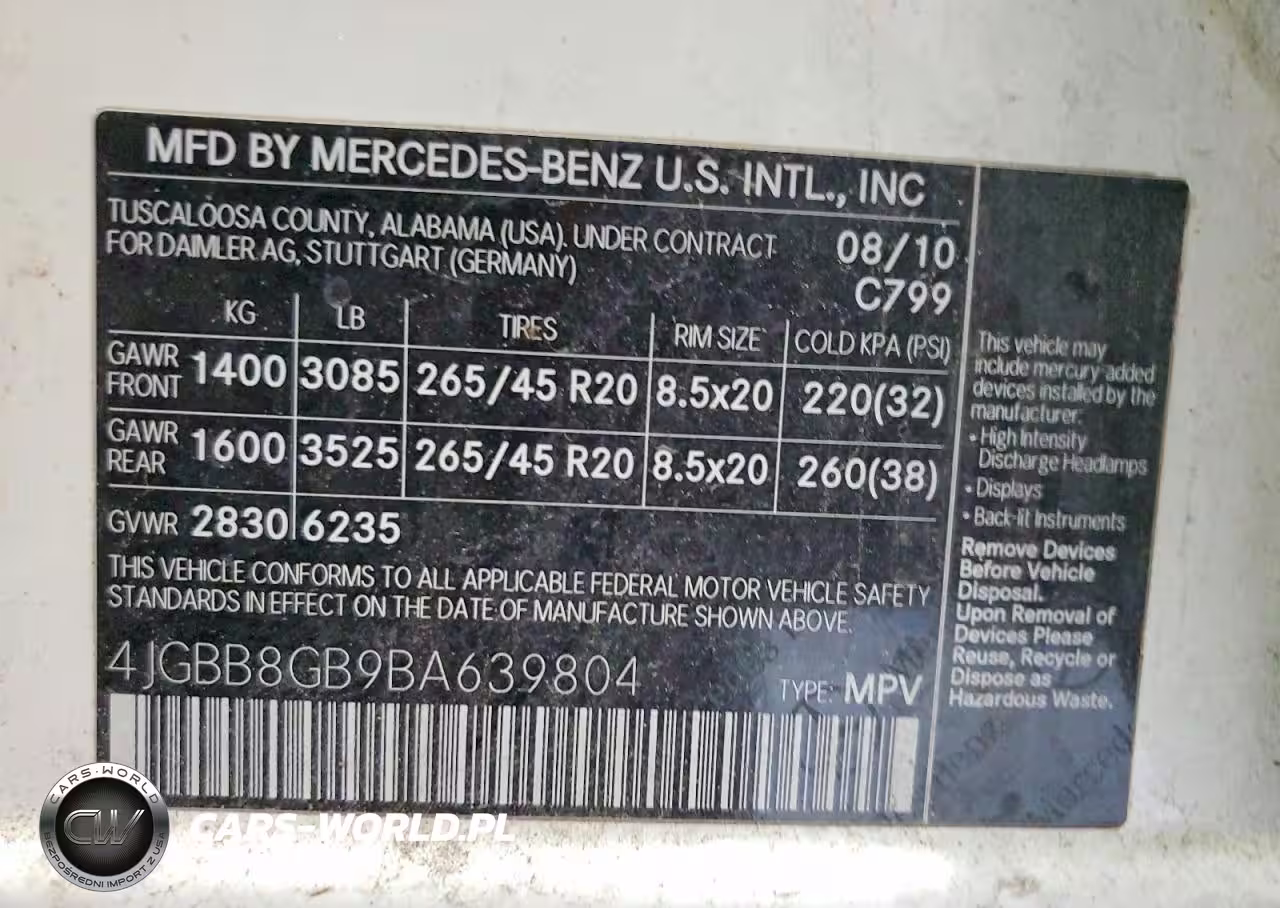 MFD BY MERCEDES-BENZ U.S. INTL., INC
TUSCALOOSA COUNTY, ALABAMA (USA). UNDER CONTRACT
FOR DAIMLER AG, STUTTGART (GERMANY)
08/10
C799
KG LB TIRES RIM SIZE COLD KPA (PSI)
GAWR FRONT 1400 3085 265/45 R20 8.5x20 220(32)
GAWR REAR 1600 3525 265/45 R20 8.5x20 260(38)
GVWR 2830 6235
THIS VEHICLE CONFORMS TO ALL APPLICABLE FEDERAL MOTOR VEHICLE SAFETY
STANDARDS IN EFFECT ON THE DATE OF MANUFACTURE SHOWN ABOVE.
4JGBB8GB9BA639804
TYPE: MPV
This vehicle may
include mercury added
devices installed by the
manufacturer:
• High Intensity
Discharge Headlamps
• Displays
• Back-lit Instruments
Remove Devices
Before Vehicle
Disposal.
Upon Removal of
Devices Please
Reuse, Recycle or
Dispose as
Hazardous Waste.
CARS-WORLD
CW
BEZPOŚREDNI IMPORT Z USA
CARS-WORLD.PL